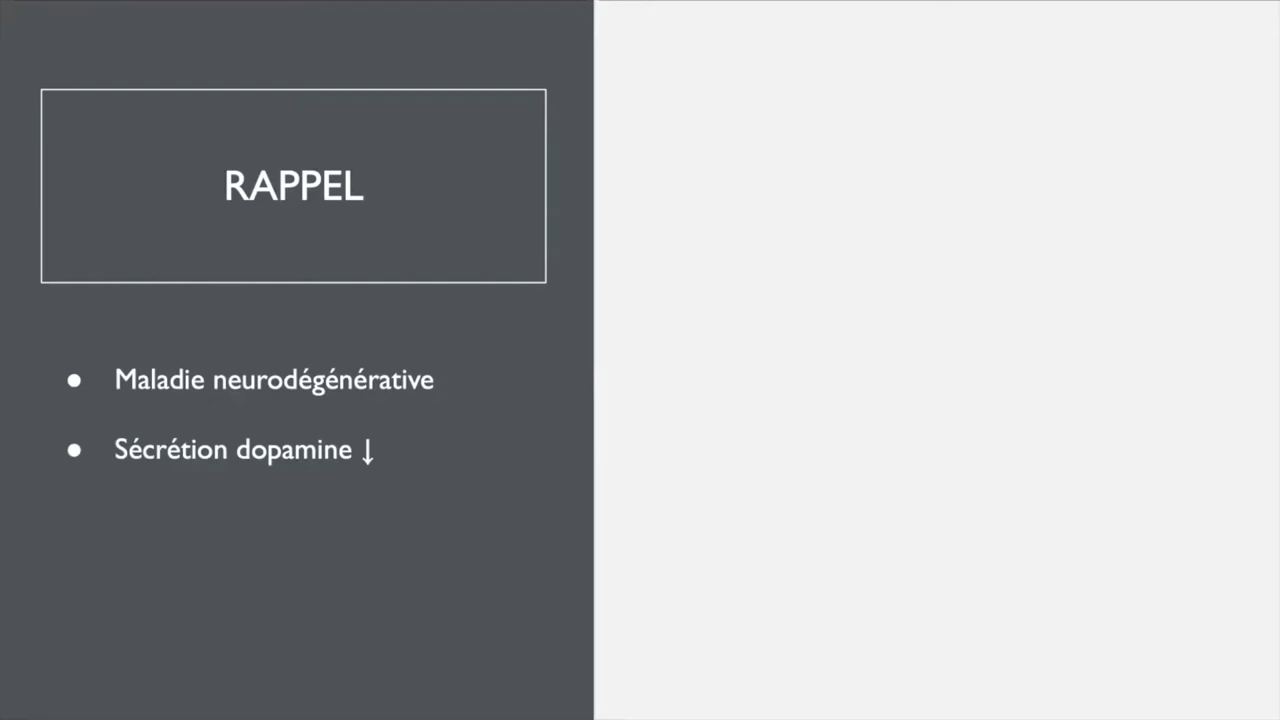 RAPPEL
● Maladie neurodégénérative
● Sécrétion dopamine ↓